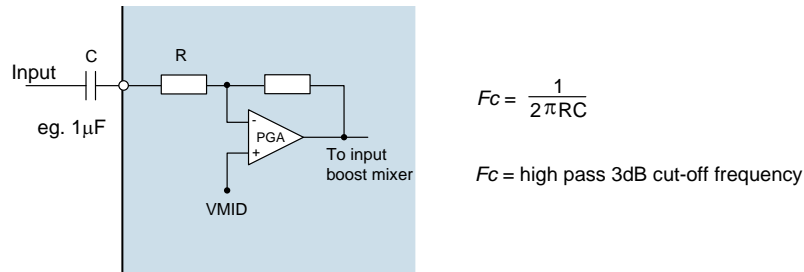 C
R
Input
eg. 1μF
-
PGA
+
To input
boost mixer
VMID
Fc = 1
2πRC
Fc = high pass 3dB cut-off frequency